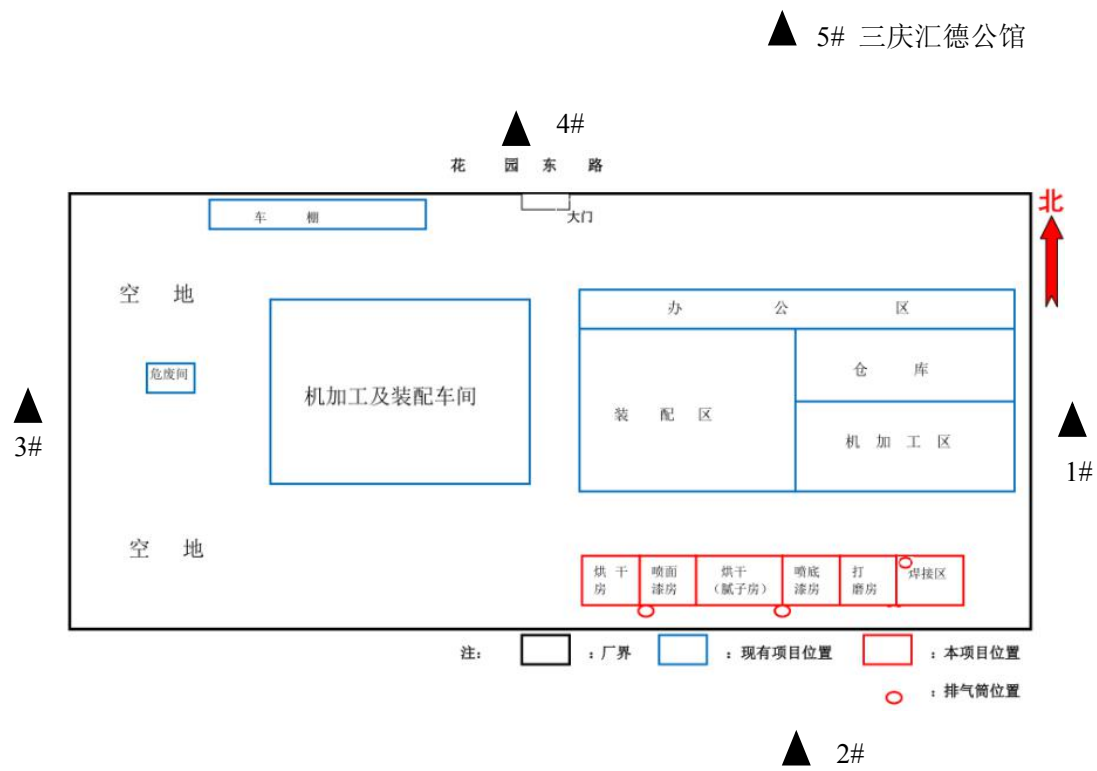 5# 三庆汇德公馆
4#
花 园 东 路
大门
北
车 棚
空 地
办 公 区
危废间
机加工及装配车间
仓 库
装 配 区
机 加 工 区
3#
1#
空 地
烘 干
房
喷面
漆房
烘干
（腻子房）
喷底
漆房
打
磨房
焊接区
注：
：厂界
：现有项目位置
：本项目位置
：排气筒位置
2#